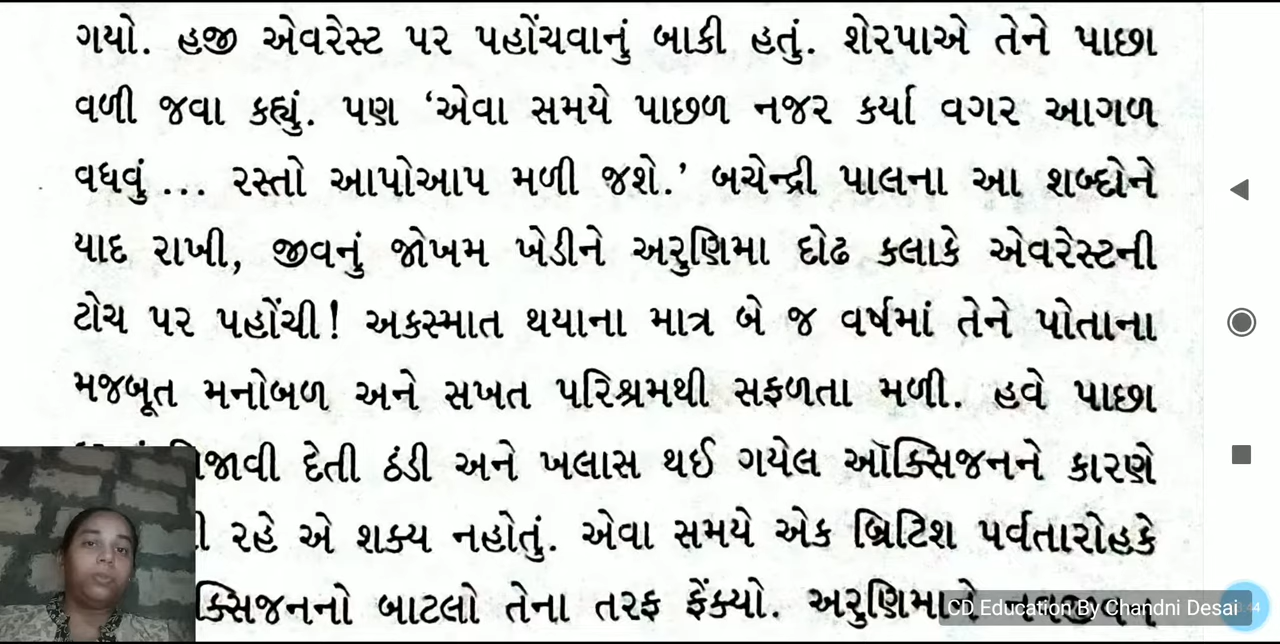 ગયો. હજી એવરેસ્ટ પર પહોંચવાનું બાકી હતું. શેરપાએ તેને પાછા
વળી જવા કહ્યું. પણ ‘એવા સમયે પાછળ નજર કર્યા વગર આગળ
વધવું ... રસ્તો આપોઆપ મળી જશે.’ બચેન્દ્રી પાલના આ શબ્દોને
યાદ રાખી, જીવનું જોખમ ખેડીને અરુણિમા દોઢ કલાકે એવરેસ્ટની
ટોચ પર પહોંચી! અકસ્માત થયાના માત્ર બે જ વર્ષમાં તેને પોતાના
મજબૂત મનોબળ અને સખત પરિશ્રમથી સફળતા મળી. હવે પાછા
દેતી ઠંડી અને ખલાસ થઈ ગયેલ ઑક્સિજનને કારણે
રહે એ શક્ય નહોતું. એવા સમયે એક બ્રિટિશ પર્વતારોહકે
બાટલો તેના તરફ ફેંક્યો. અરુણિમાને
CD Education By Chandni Desai